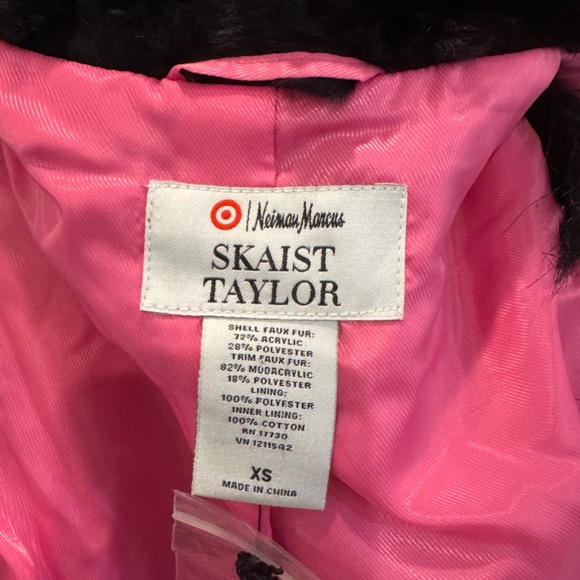 | Neiman Marcus
SKAIST
TAYLOR
SHELL FAUX FUR:
72% ACRYLIC
28% POLYESTER
TRIM FAUX FUR:
82% MODACRYLIC
18% POLYESTER
LINING:
100% POLYESTER
INNER LINING:
100% COTTON
RN 17730
VN 1211542
XS
MADE IN CHINA